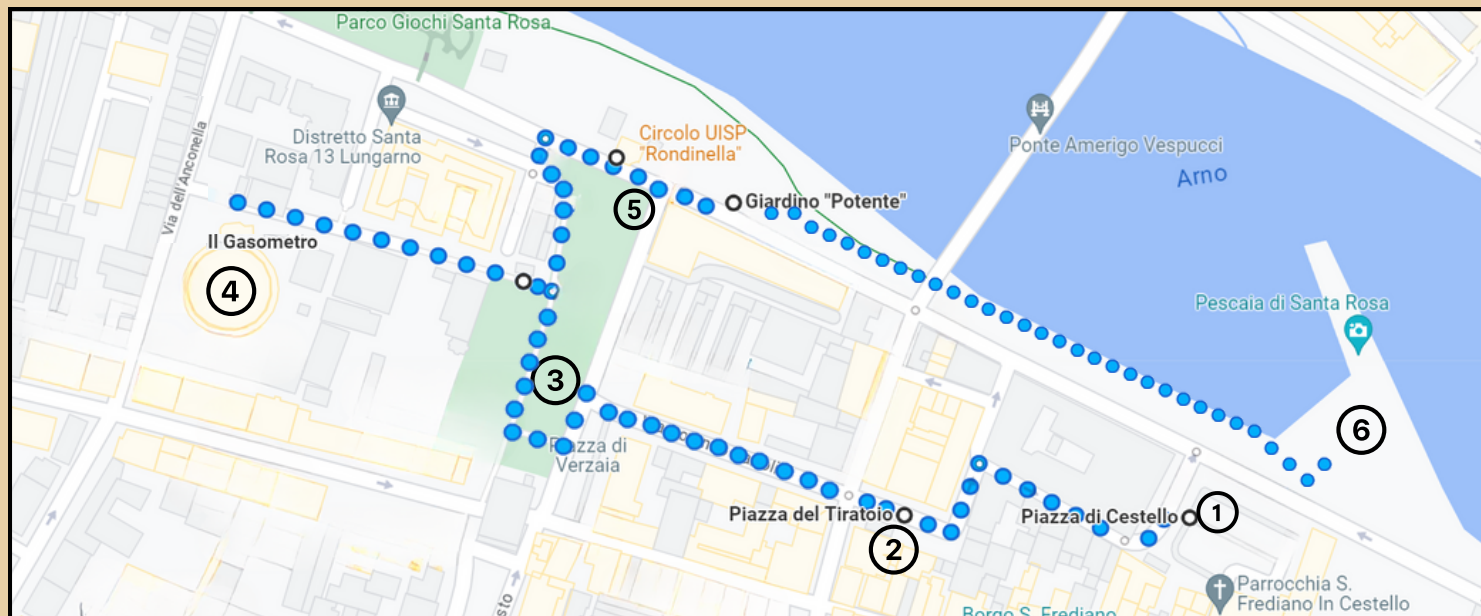 Parco Giochi Santa Rosa
Via dell'Anconella
Distretto Santa
Rosa 13 Lungarno
Circolo UISP
"Rondinella"
Ponte Amerigo Vespucci
Arno
Giardino "Potente"
5
Il Gasometro
4
Pescaia di Santa Rosa
3
6
Piazza di
Verzaia
Piazza del Tiratoio
2
Piazza di Cestello
1
Parrocchia S.
Frediano In Cestello
Borgo S. Frediano